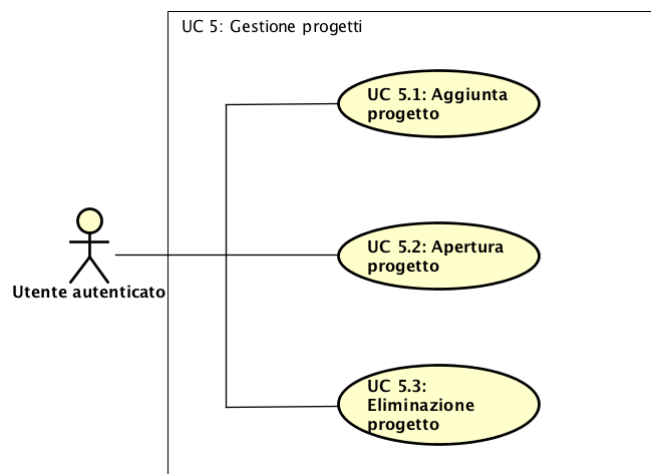 UC 5: Gestione progetti
UC 5.1: Aggiunta
progetto
UC 5.2: Apertura
progetto
Utente autenticato
UC 5.3:
Eliminazione
progetto